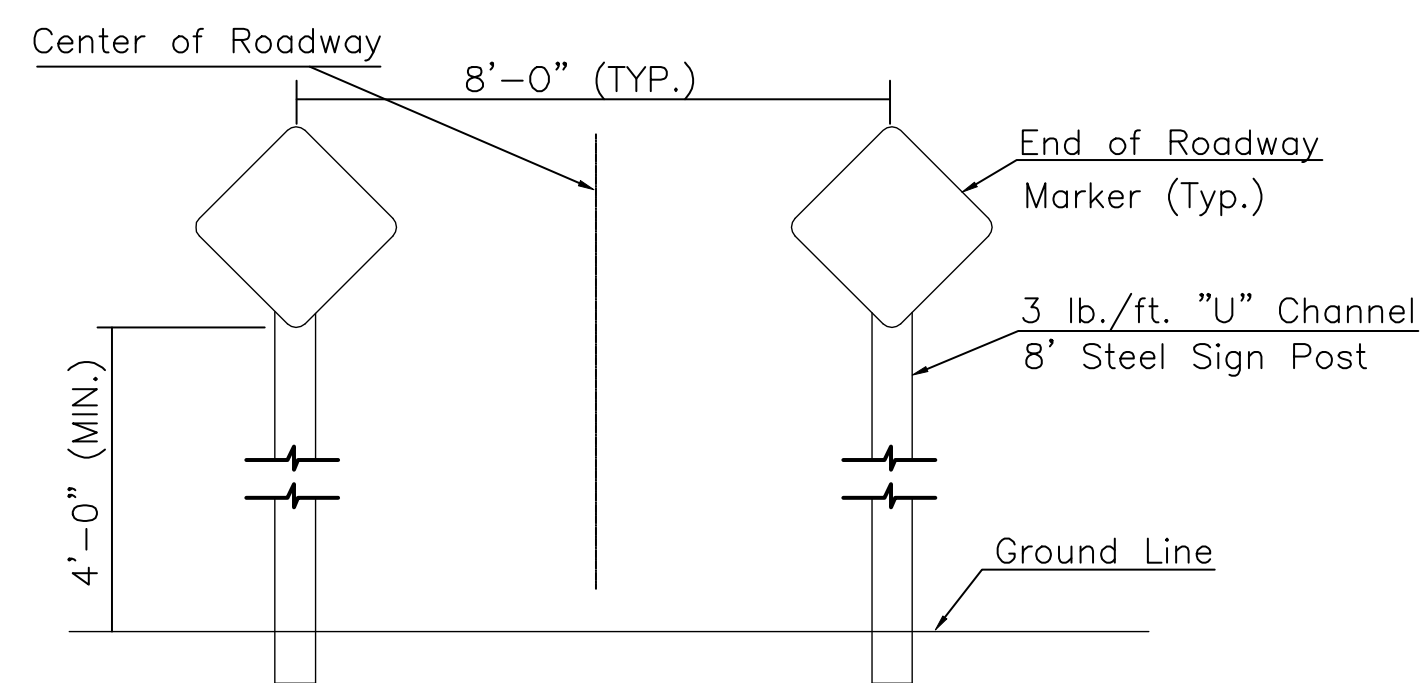 Center of Roadway
8'-0" (TYP.)
End of Roadway
Marker (Typ.)
3 lb./ft. "U" Channel
8' Steel Sign Post
4'-0" (MIN.)
Ground Line